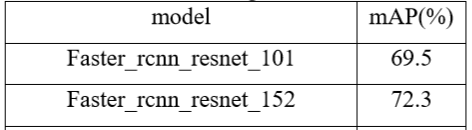 model mAP(%)
Faster_rcnn_resnet_101 69.5
Faster_rcnn_resnet_152 72.3